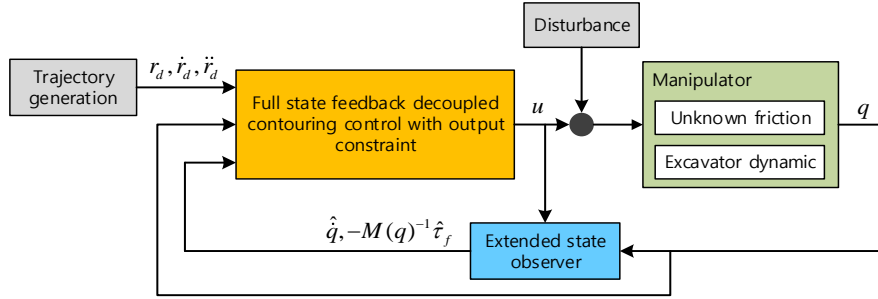 Disturbance
Trajectory
generation
r_d, ṙ_d, r̈_d
Full state feedback decoupled
contouring control with output
constraint
u
Manipulator
Unknown friction
Excavator dynamic
q
q̇̂, −M(q)⁻¹ τ̂_f
Extended state
observer